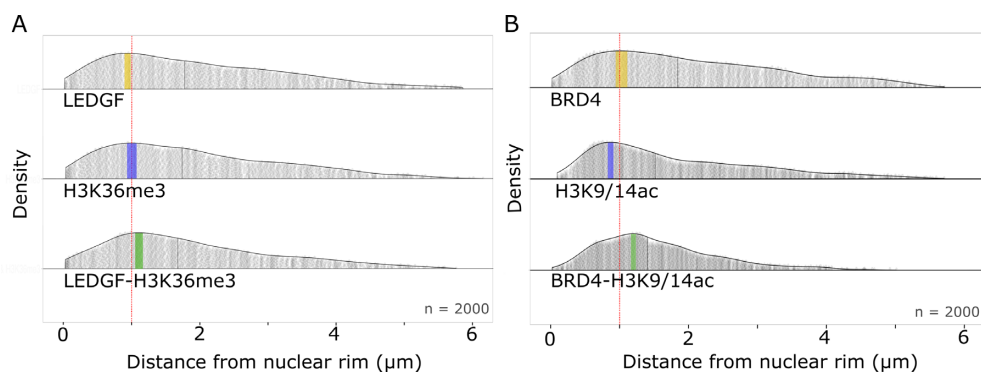 A
LEDGF
H3K36me3
LEDGF-H3K36me3
n = 2000
Density
0 2 4 6
Distance from nuclear rim (µm)
B
BRD4
H3K9/14ac
BRD4-H3K9/14ac
n = 2000
Density
0 2 4 6
Distance from nuclear rim (µm)